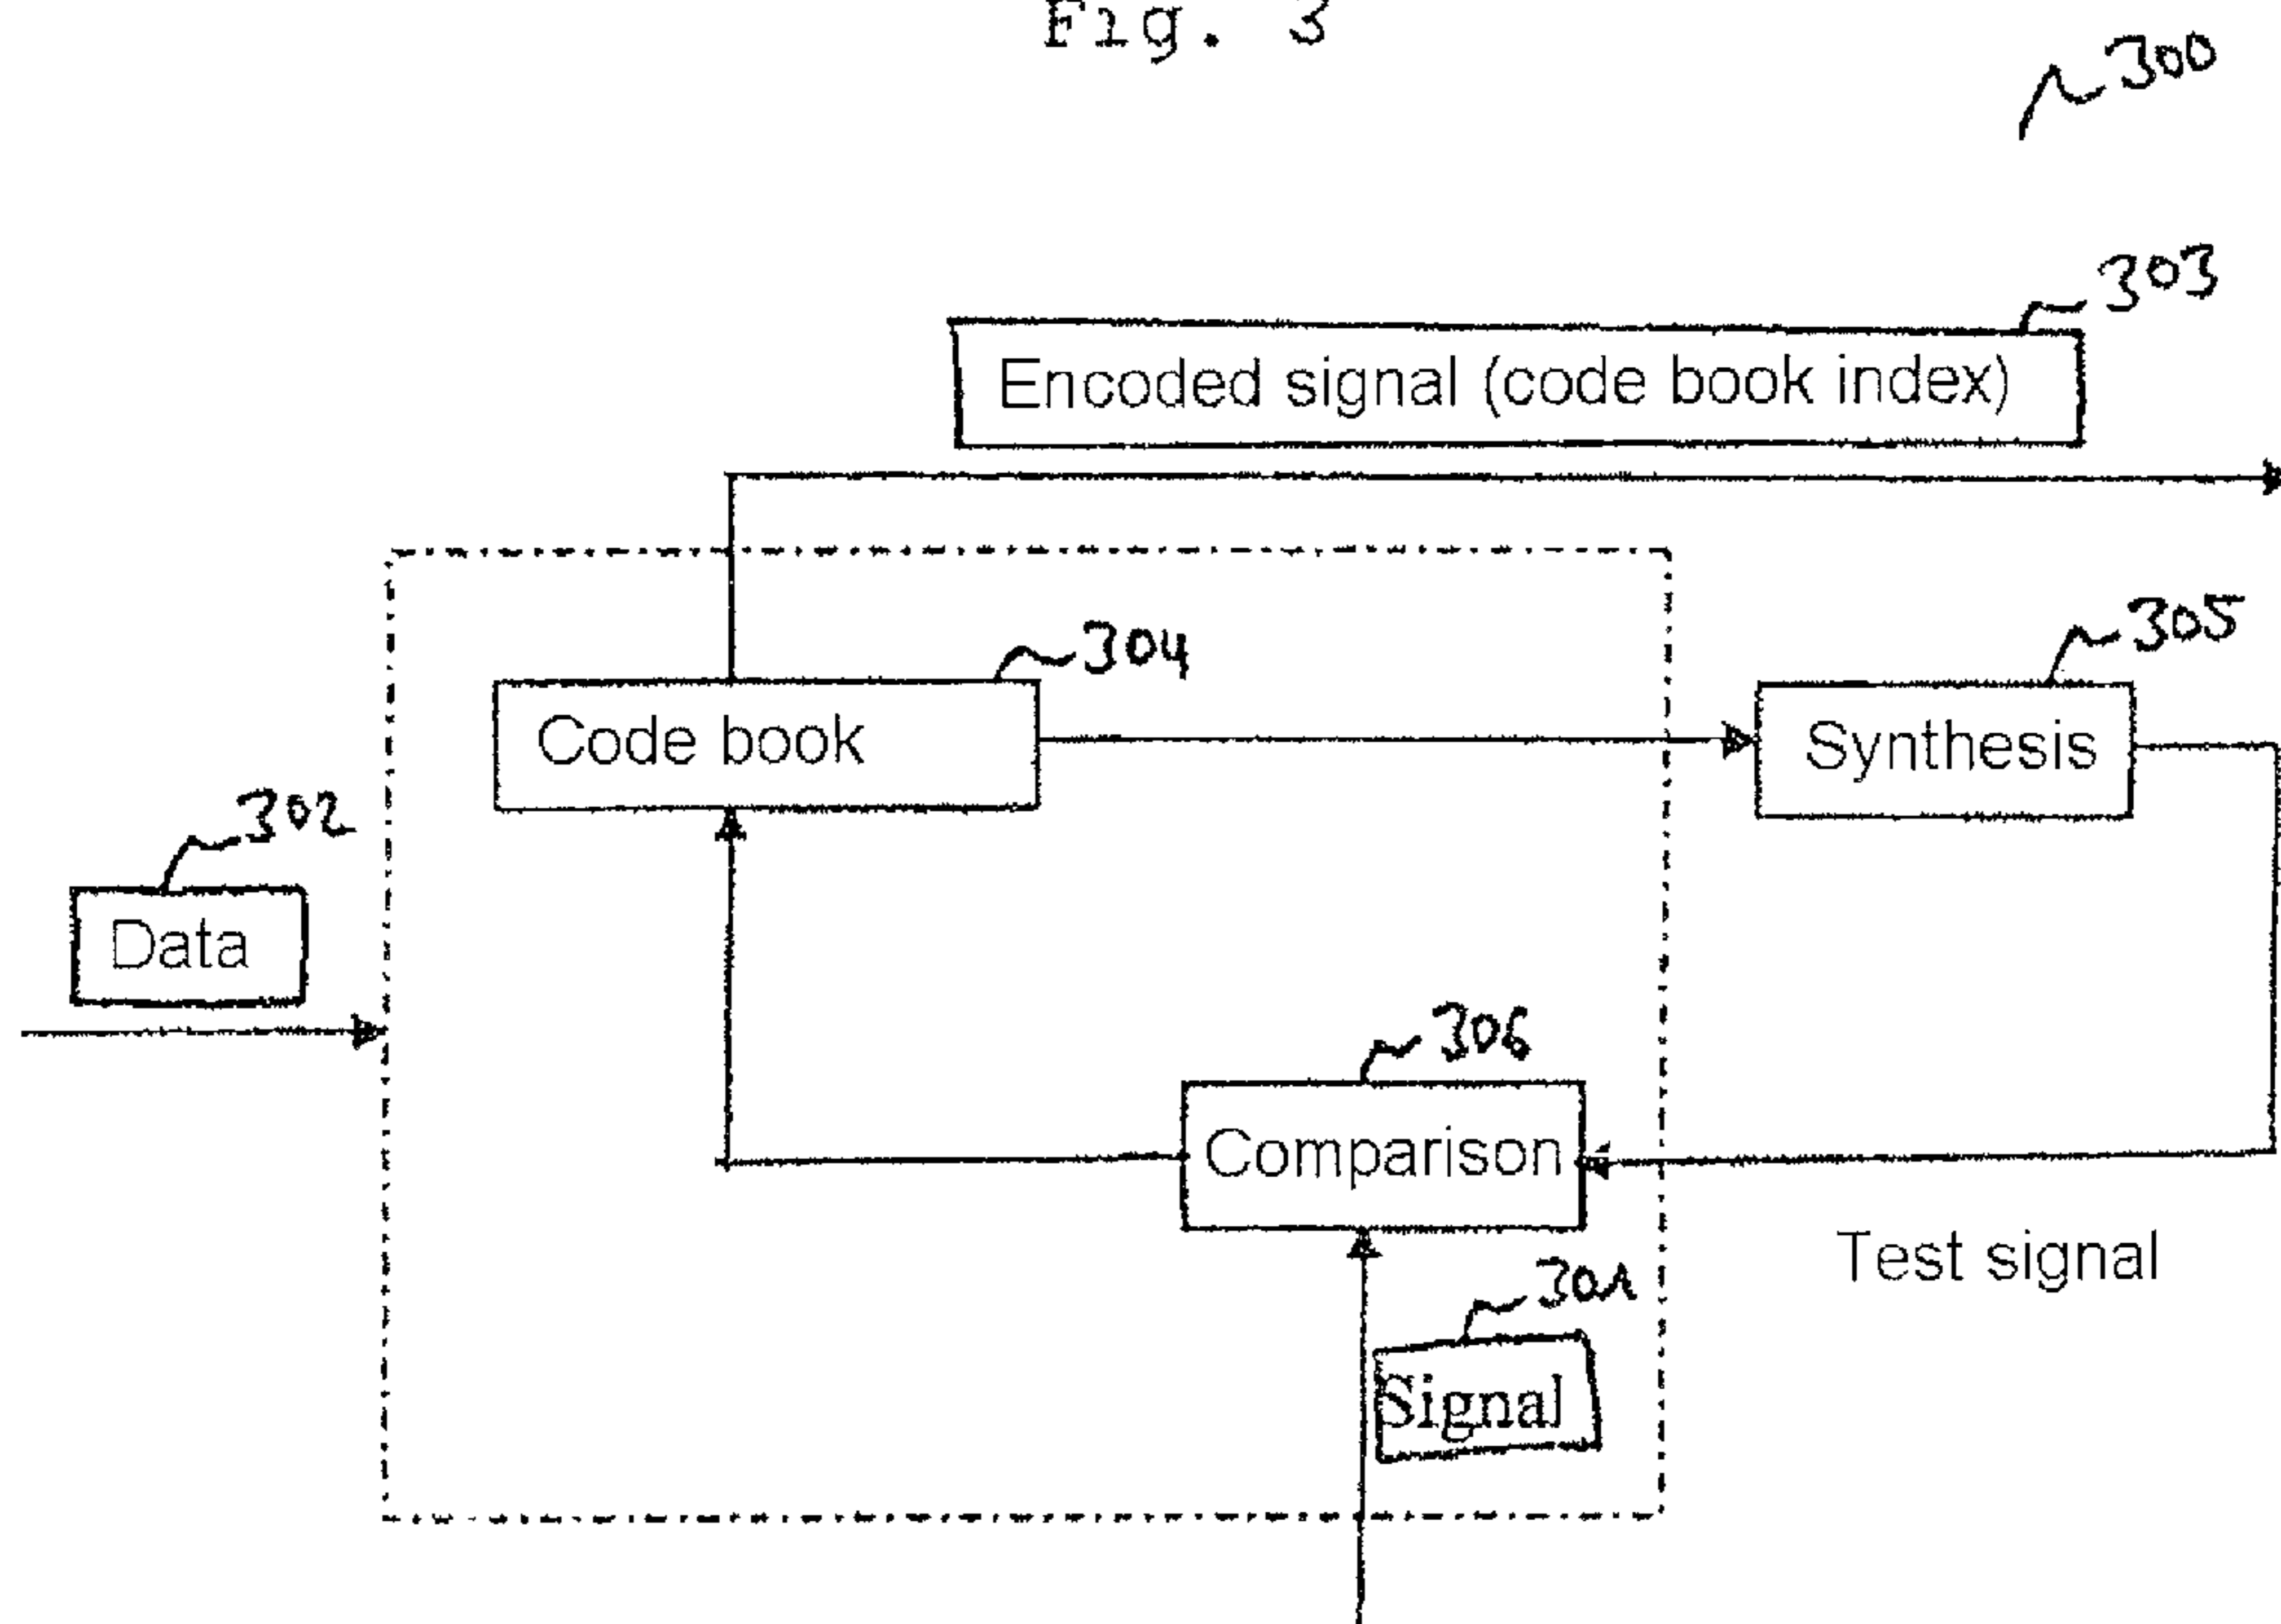 Fig. 3
300
303
Encoded signal (code book index)
304
305
Code book
Synthesis
302
Data
306
Comparison
Test signal
301
Signal